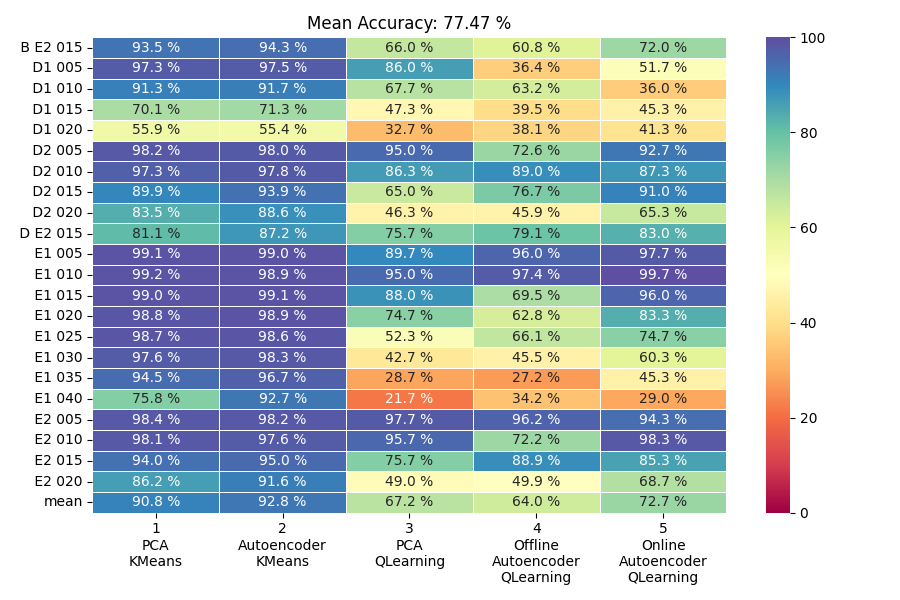 Mean Accuracy: 77.47 %
B E2 015 93.5 % 94.3 % 66.0 % 60.8 % 72.0 %
D1 005 97.3 % 97.5 % 86.0 % 36.4 % 51.7 %
D1 010 91.3 % 91.7 % 67.7 % 63.2 % 36.0 %
D1 015 70.1 % 71.3 % 47.3 % 39.5 % 45.3 %
D1 020 55.9 % 55.4 % 32.7 % 38.1 % 41.3 %
D2 005 98.2 % 98.0 % 95.0 % 72.6 % 92.7 %
D2 010 97.3 % 97.8 % 86.3 % 89.0 % 87.3 %
D2 015 89.9 % 93.9 % 65.0 % 76.7 % 91.0 %
D2 020 83.5 % 88.6 % 46.3 % 45.9 % 65.3 %
D E2 015 81.1 % 87.2 % 75.7 % 79.1 % 83.0 %
E1 005 99.1 % 99.0 % 89.7 % 96.0 % 97.7 %
E1 010 99.2 % 98.9 % 95.0 % 97.4 % 99.7 %
E1 015 99.0 % 99.1 % 88.0 % 69.5 % 96.0 %
E1 020 98.8 % 98.9 % 74.7 % 62.8 % 83.3 %
E1 025 98.7 % 98.6 % 52.3 % 66.1 % 74.7 %
E1 030 97.6 % 98.3 % 42.7 % 45.5 % 60.3 %
E1 035 94.5 % 96.7 % 28.7 % 27.2 % 45.3 %
E1 040 75.8 % 92.7 % 21.7 % 34.2 % 29.0 %
E2 005 98.4 % 98.2 % 97.7 % 96.2 % 94.3 %
E2 010 98.1 % 97.6 % 95.7 % 72.2 % 98.3 %
E2 015 94.0 % 95.0 % 75.7 % 88.9 % 85.3 %
E2 020 86.2 % 91.6 % 49.0 % 49.9 % 68.7 %
mean 90.8 % 92.8 % 67.2 % 64.0 % 72.7 %
1 2 3 4 5
PCA Autoencoder PCA Offline Online
KMeans KMeans QLearning Autoencoder Autoencoder
QLearning QLearning
100
80
60
40
20
0